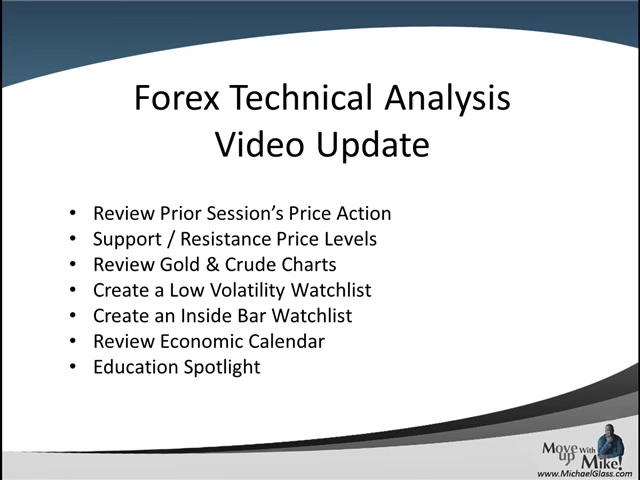 Forex Technical Analysis
Video Update
• Review Prior Session's Price Action
• Support / Resistance Price Levels
• Review Gold & Crude Charts
• Create a Low Volatility Watchlist
• Create an Inside Bar Watchlist
• Review Economic Calendar
• Education Spotlight
Move up With Mike!
www.MichaelGlass.com